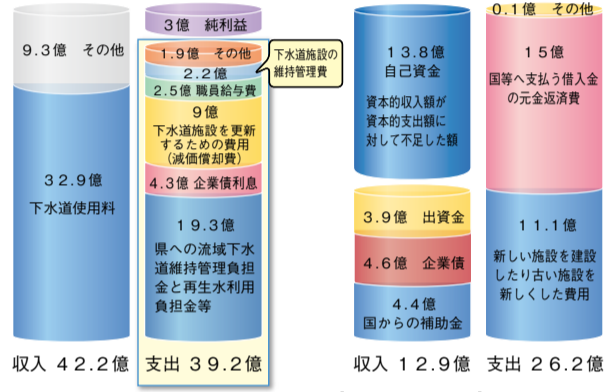 9.3億 その他
32.9億
下水道使用料
収入 42.2億
3億 純利益
1.9億 その他
2.2億
下水道施設の
維持管理費
2.5億 職員給与費
9億
下水道施設を更新
するための費用
(減価償却費)
4.3億 企業債利息
19.3億
県への流域下水
道維持管理負担
金と再生水利用
負担金等
支出 39.2億
13.8億
自己資金
資本的収入額が
資本的支出額に
対して不足した額
3.9億 出資金
4.6億 企業債
4.4億
国からの補助金
収入 12.9億
0.1億 その他
15億
国等へ支払う借入金
の元金返済費
11.1億
新しい施設を建設
したり古い施設を
新しくした費用
支出 26.2億